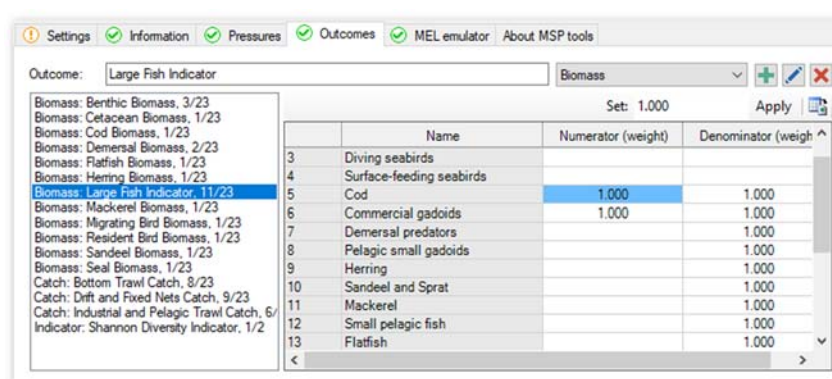 Settings Information Pressures Outcomes MEL emulator About MSP tools
Outcome: Large Fish Indicator Biomass
Biomass: Benthic Biomass, 3/23
Biomass: Cetacean Biomass, 1/23
Biomass: Cod Biomass, 1/23
Biomass: Demersal Biomass, 2/23
Biomass: Flatfish Biomass, 1/23
Biomass: Herring Biomass, 1/23
Biomass: Large Fish Indicator, 11/23
Biomass: Mackerel Biomass, 1/23
Biomass: Migrating Bird Biomass, 1/23
Biomass: Resident Bird Biomass, 1/23
Biomass: Sandeel Biomass, 1/23
Biomass: Seal Biomass, 1/23
Catch: Bottom Trawl Catch, 8/23
Catch: Drift and Fixed Nets Catch, 9/23
Catch: Industrial and Pelagic Trawl Catch, 6/
Indicator: Shannon Diversity Indicator, 1/2
Set: 1.000 Apply
Name Numerator (weight) Denominator (weigh
3 Diving seabirds
4 Surface-feeding seabirds
5 Cod 1.000 1.000
6 Commercial gadoids 1.000 1.000
7 Demersal predators 1.000
8 Pelagic small gadoids 1.000
9 Herring 1.000
10 Sandeel and Sprat 1.000
11 Mackerel 1.000
12 Small pelagic fish 1.000
13 Flatfish 1.000